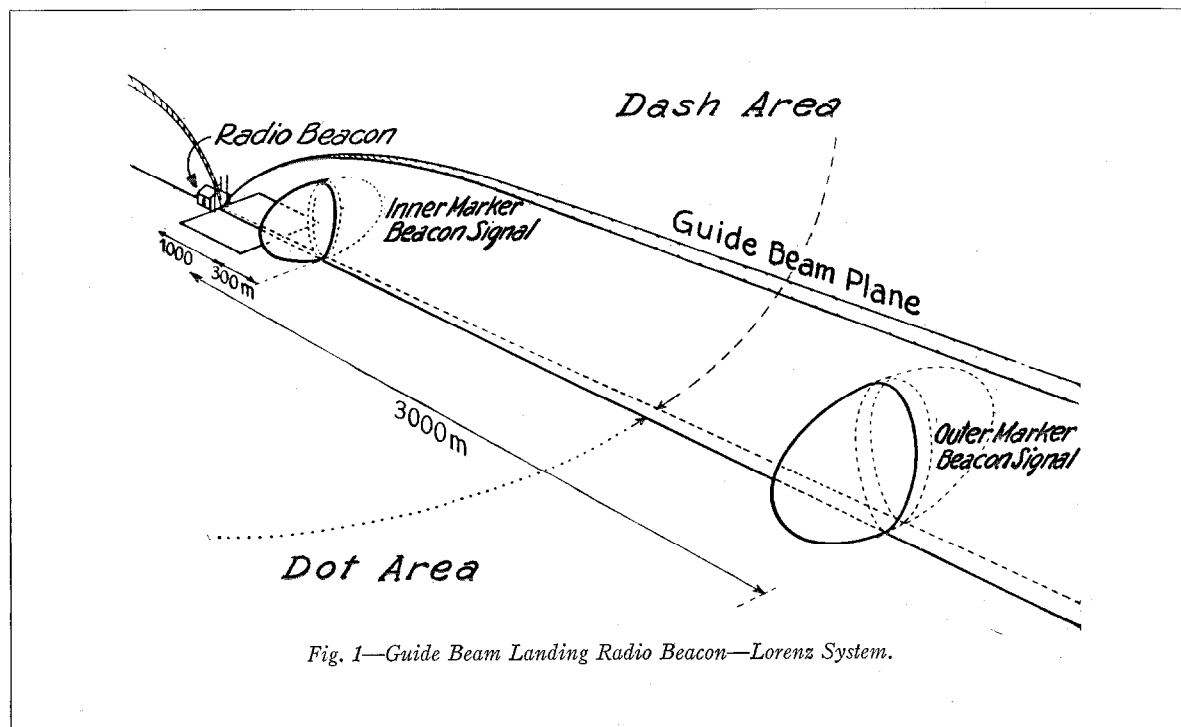 Dash Area
Radio Beacon
Inner Marker
Beacon Signal
Guide Beam Plane
1000
300m
3000m
Outer Marker
Beacon Signal
Dot Area
Fig. 1—Guide Beam Landing Radio Beacon—Lorenz System.